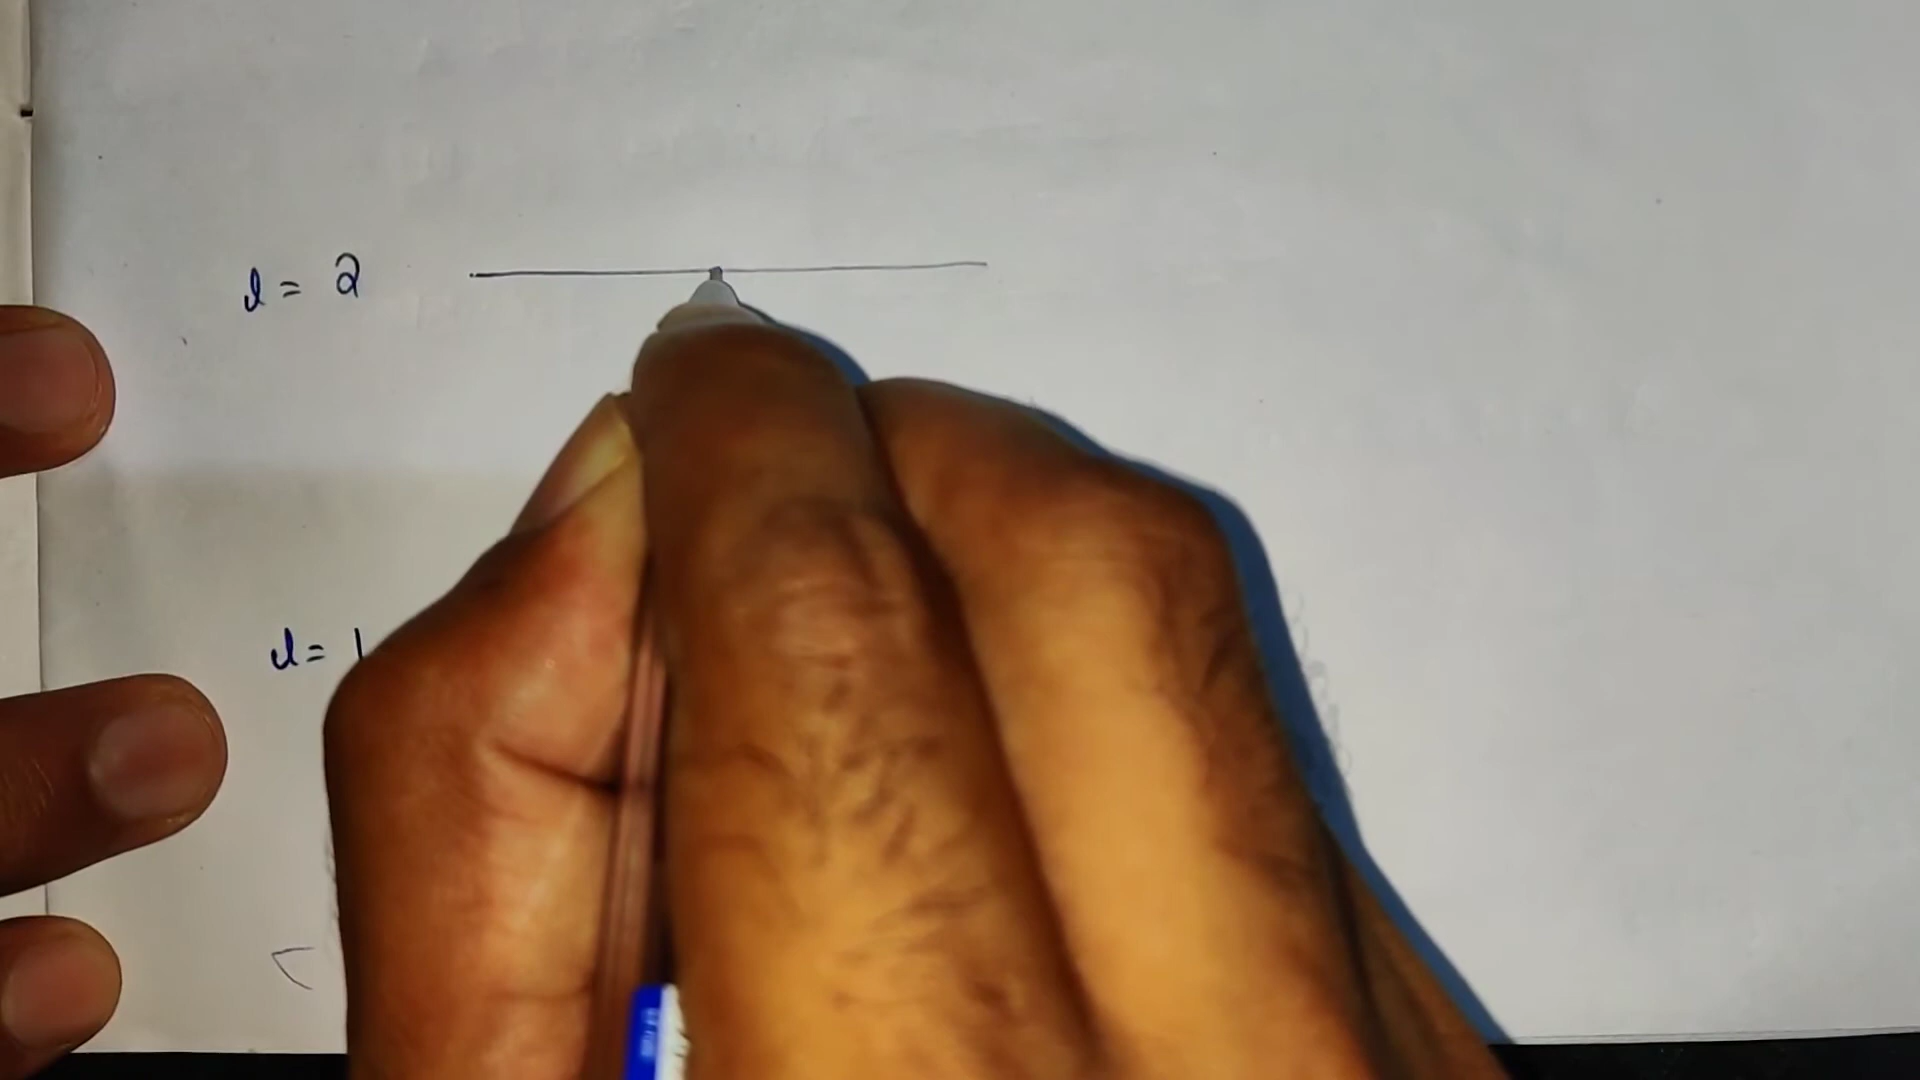 l = 2
l = 1